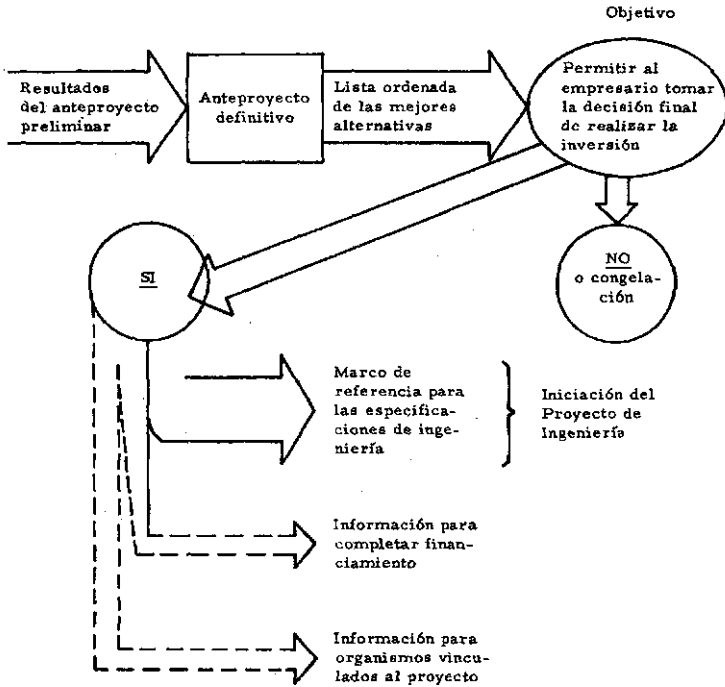 Objetivo
Resultados
del anteproyecto
preliminar
Anteproyecto
definitivo
Lista ordenada
de las mejores
alternativas
Permitir al
empresario tomar
la decisión final
de realizar la
inversión
SI
NO
o congela-
ción
Marco de
referencia para
las especifica-
ciones de inge-
niería
Iniciación del
Proyecto de
Ingeniería
Información para
completar finan-
ciamiento
Información para
organismos vincu-
lados al proyecto